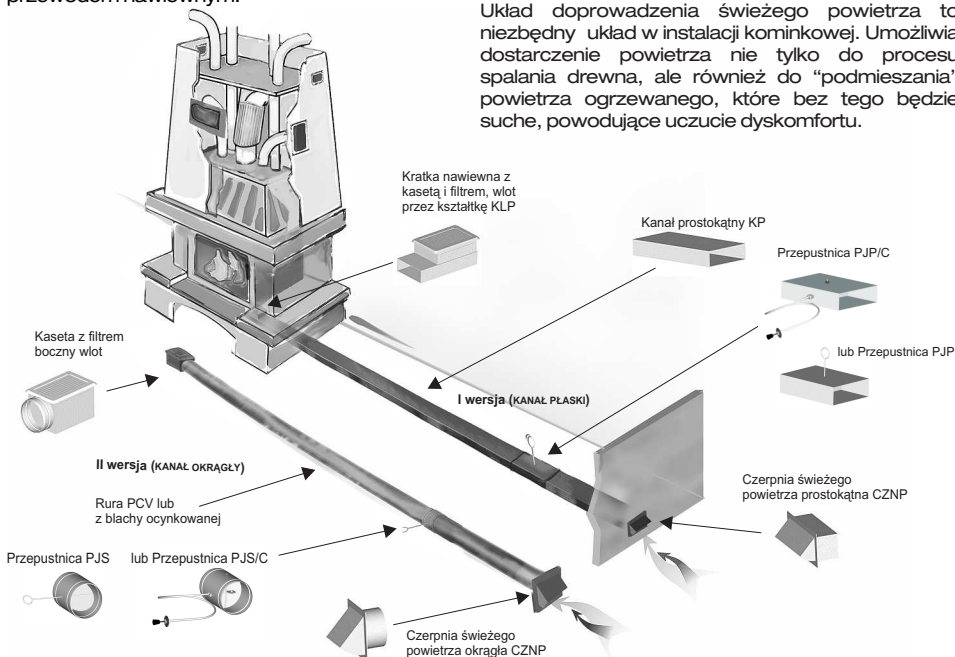 przewodem nawiewnym.
Układ doprowadzenia świeżego powietrza to
niezbędny układ w instalacji kominkowej. Umożliwia
dostarczenie powietrza nie tylko do procesu
spalania drewna, ale również do “podmieszania”
powietrza ogrzewanego, które bez tego będzie
suche, powodujące uczucie dyskomfortu.
Kratka nawiewna z
kasetą i filtrem, wlot
przez kształtkę KLP
Kanał prostokątny KP
Przepustnica PJP/C
Kaseta z filtrem
boczny wlot
lub Przepustnica PJP
I wersja (KANAŁ PŁASKI)
II wersja (KANAŁ OKRĄGŁY)
Rura PCV lub
z blachy ocynkowanej
Czerpnia świeżego
powietrza prostokątna CZNP
Przepustnica PJS
lub Przepustnica PJS/C
Czerpnia świeżego
powietrza okrągła CZNP